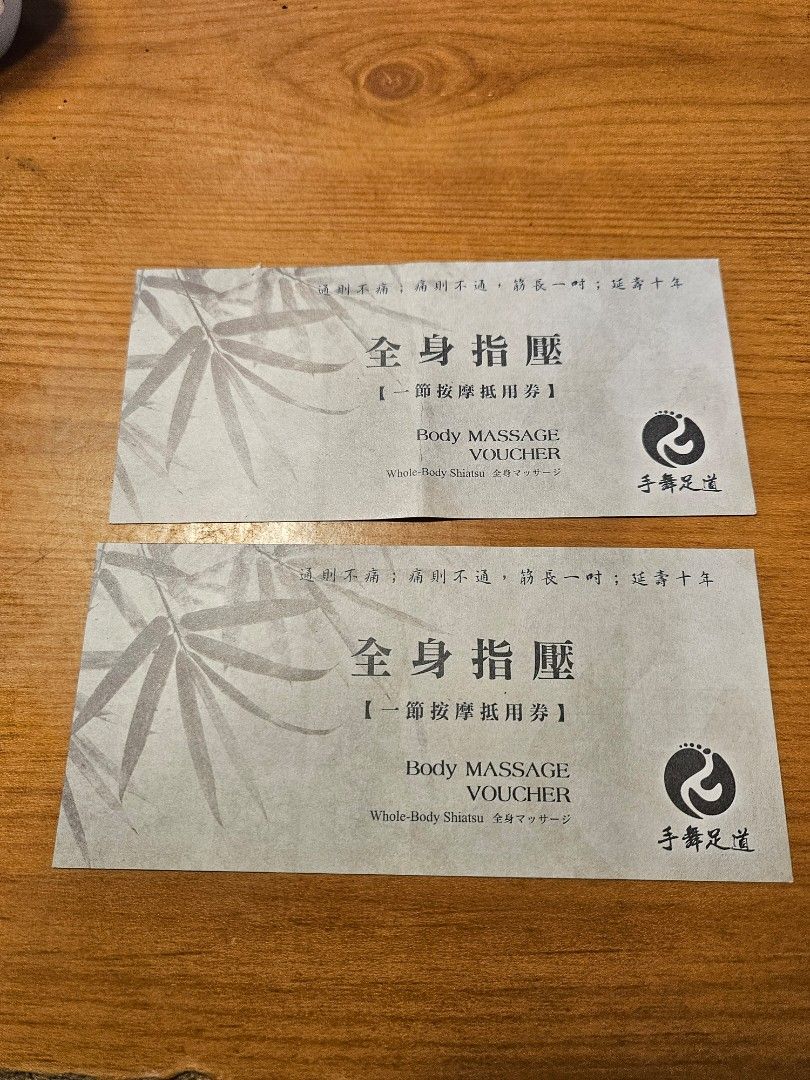 通則不痛；痛則不通，筋長一吋；延壽十年
全身指壓
【一節按摩抵用券】
Body MASSAGE
VOUCHER
Whole-Body Shiatsu 全身マッサージ
手舞足道
通則不痛；痛則不通，筋長一吋；延壽十年
全身指壓
【一節按摩抵用券】
Body MASSAGE
VOUCHER
Whole-Body Shiatsu 全身マッサージ
手舞足道